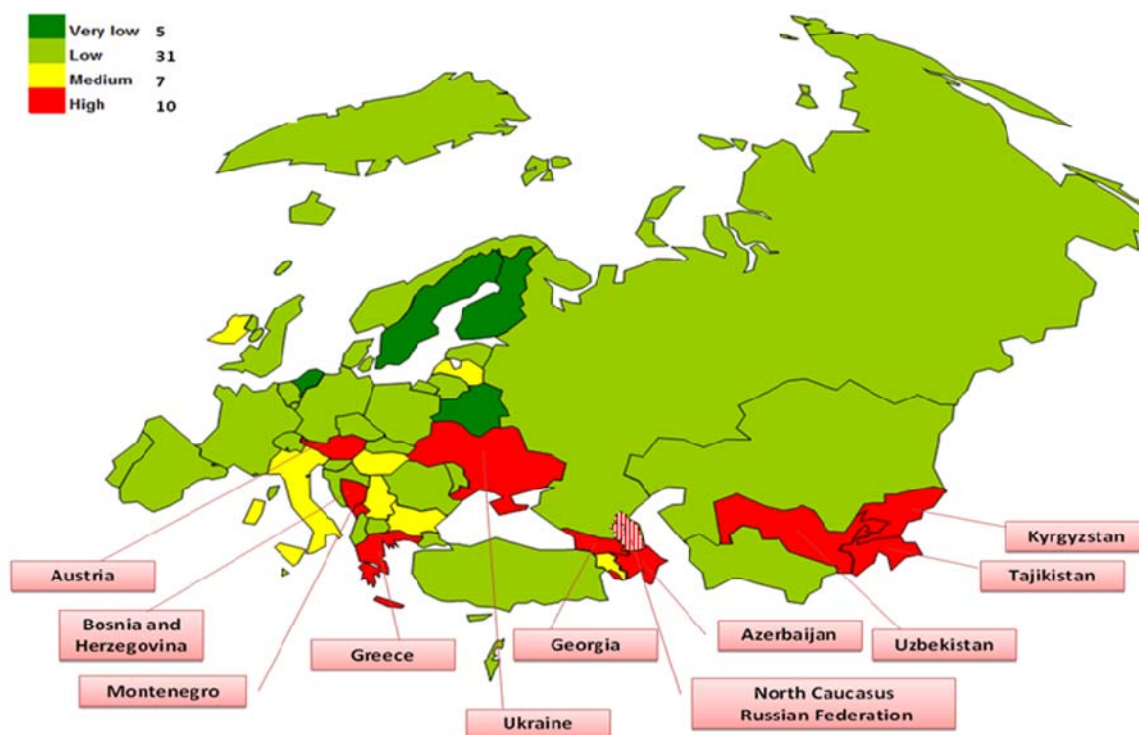 Very low 5
Low 31
Medium 7
High 10
Kyrgyzstan
Austria
Tajikistan
Bosnia and
Herzegovina
Greece
Georgia
Azerbaijan
Uzbekistan
Montenegro
Ukraine
North Caucasus
Russian Federation